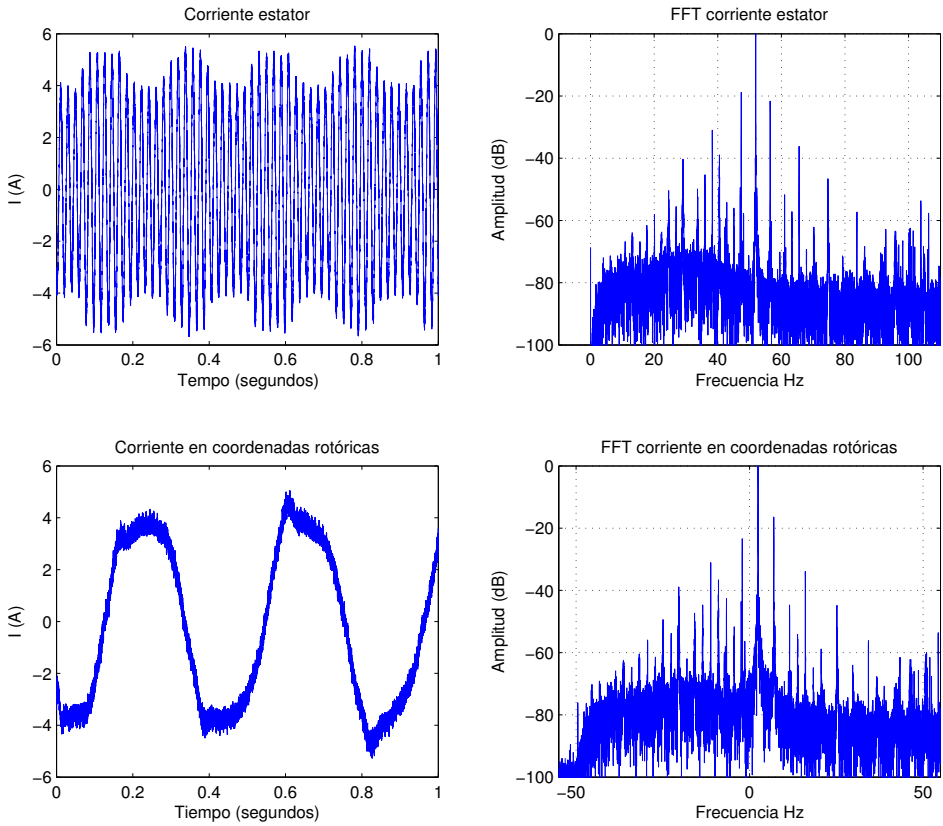 Corriente estator
6
4
2
0
−2
−4
−6
0 0.2 0.4 0.6 0.8 1
I (A)
Tempo (segundos)
FFT corriente estator
0
−20
−40
−60
−80
−100
0 20 40 60 80 100
Amplitud (dB)
Frecuencia Hz
Corriente en coordenadas rotóricas
6
4
2
0
−2
−4
−6
0 0.2 0.4 0.6 0.8 1
I (A)
Tiempo (segundos)
FFT corriente en coordenadas rotóricas
0
−20
−40
−60
−80
−100
−50 0 50
Amplitud (dB)
Frecuencia Hz